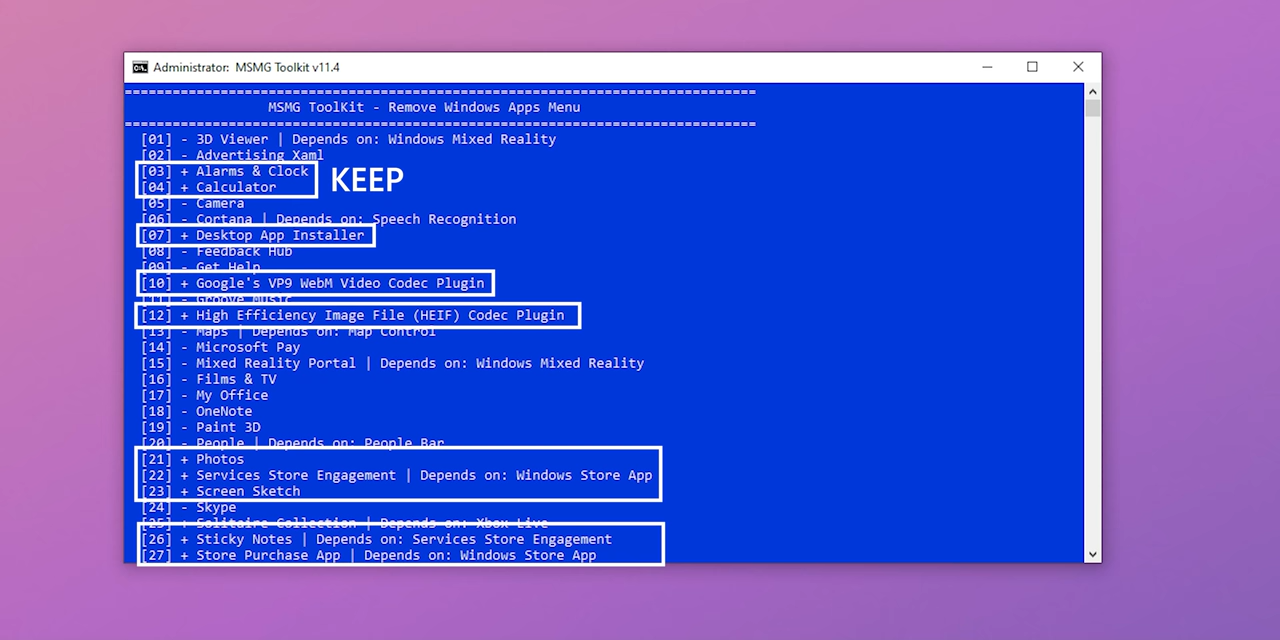 Administrator: MSMG Toolkit v11.4
===============================================================================
MSMG ToolKit - Remove Windows Apps Menu
===============================================================================
[01] - 3D Viewer | Depends on: Windows Mixed Reality
[02] - Advertising Xaml
[03] + Alarms & Clock
KEEP
[04] + Calculator
[05] - Camera
[06] - Cortana | Depends on: Speech Recognition
[07] + Desktop App Installer
[08] - Feedback Hub
[09] - Get Help
[10] + Google's VP9 WebM Video Codec Plugin
[11] - Groove Music
[12] + High Efficiency Image File (HEIF) Codec Plugin
[13] - Maps | Depends on: Map Control
[14] - Microsoft Pay
[15] - Mixed Reality Portal | Depends on: Windows Mixed Reality
[16] - Films & TV
[17] - My Office
[18] - OneNote
[19] - Paint 3D
[20] - People | Depends on: People Bar
[21] + Photos
[22] + Services Store Engagement | Depends on: Windows Store App
[23] + Screen Sketch
[24] - Skype
[25] + Solitaire Collection | Depends on: Xbox Live
[26] + Sticky Notes | Depends on: Services Store Engagement
[27] + Store Purchase App | Depends on: Windows Store App